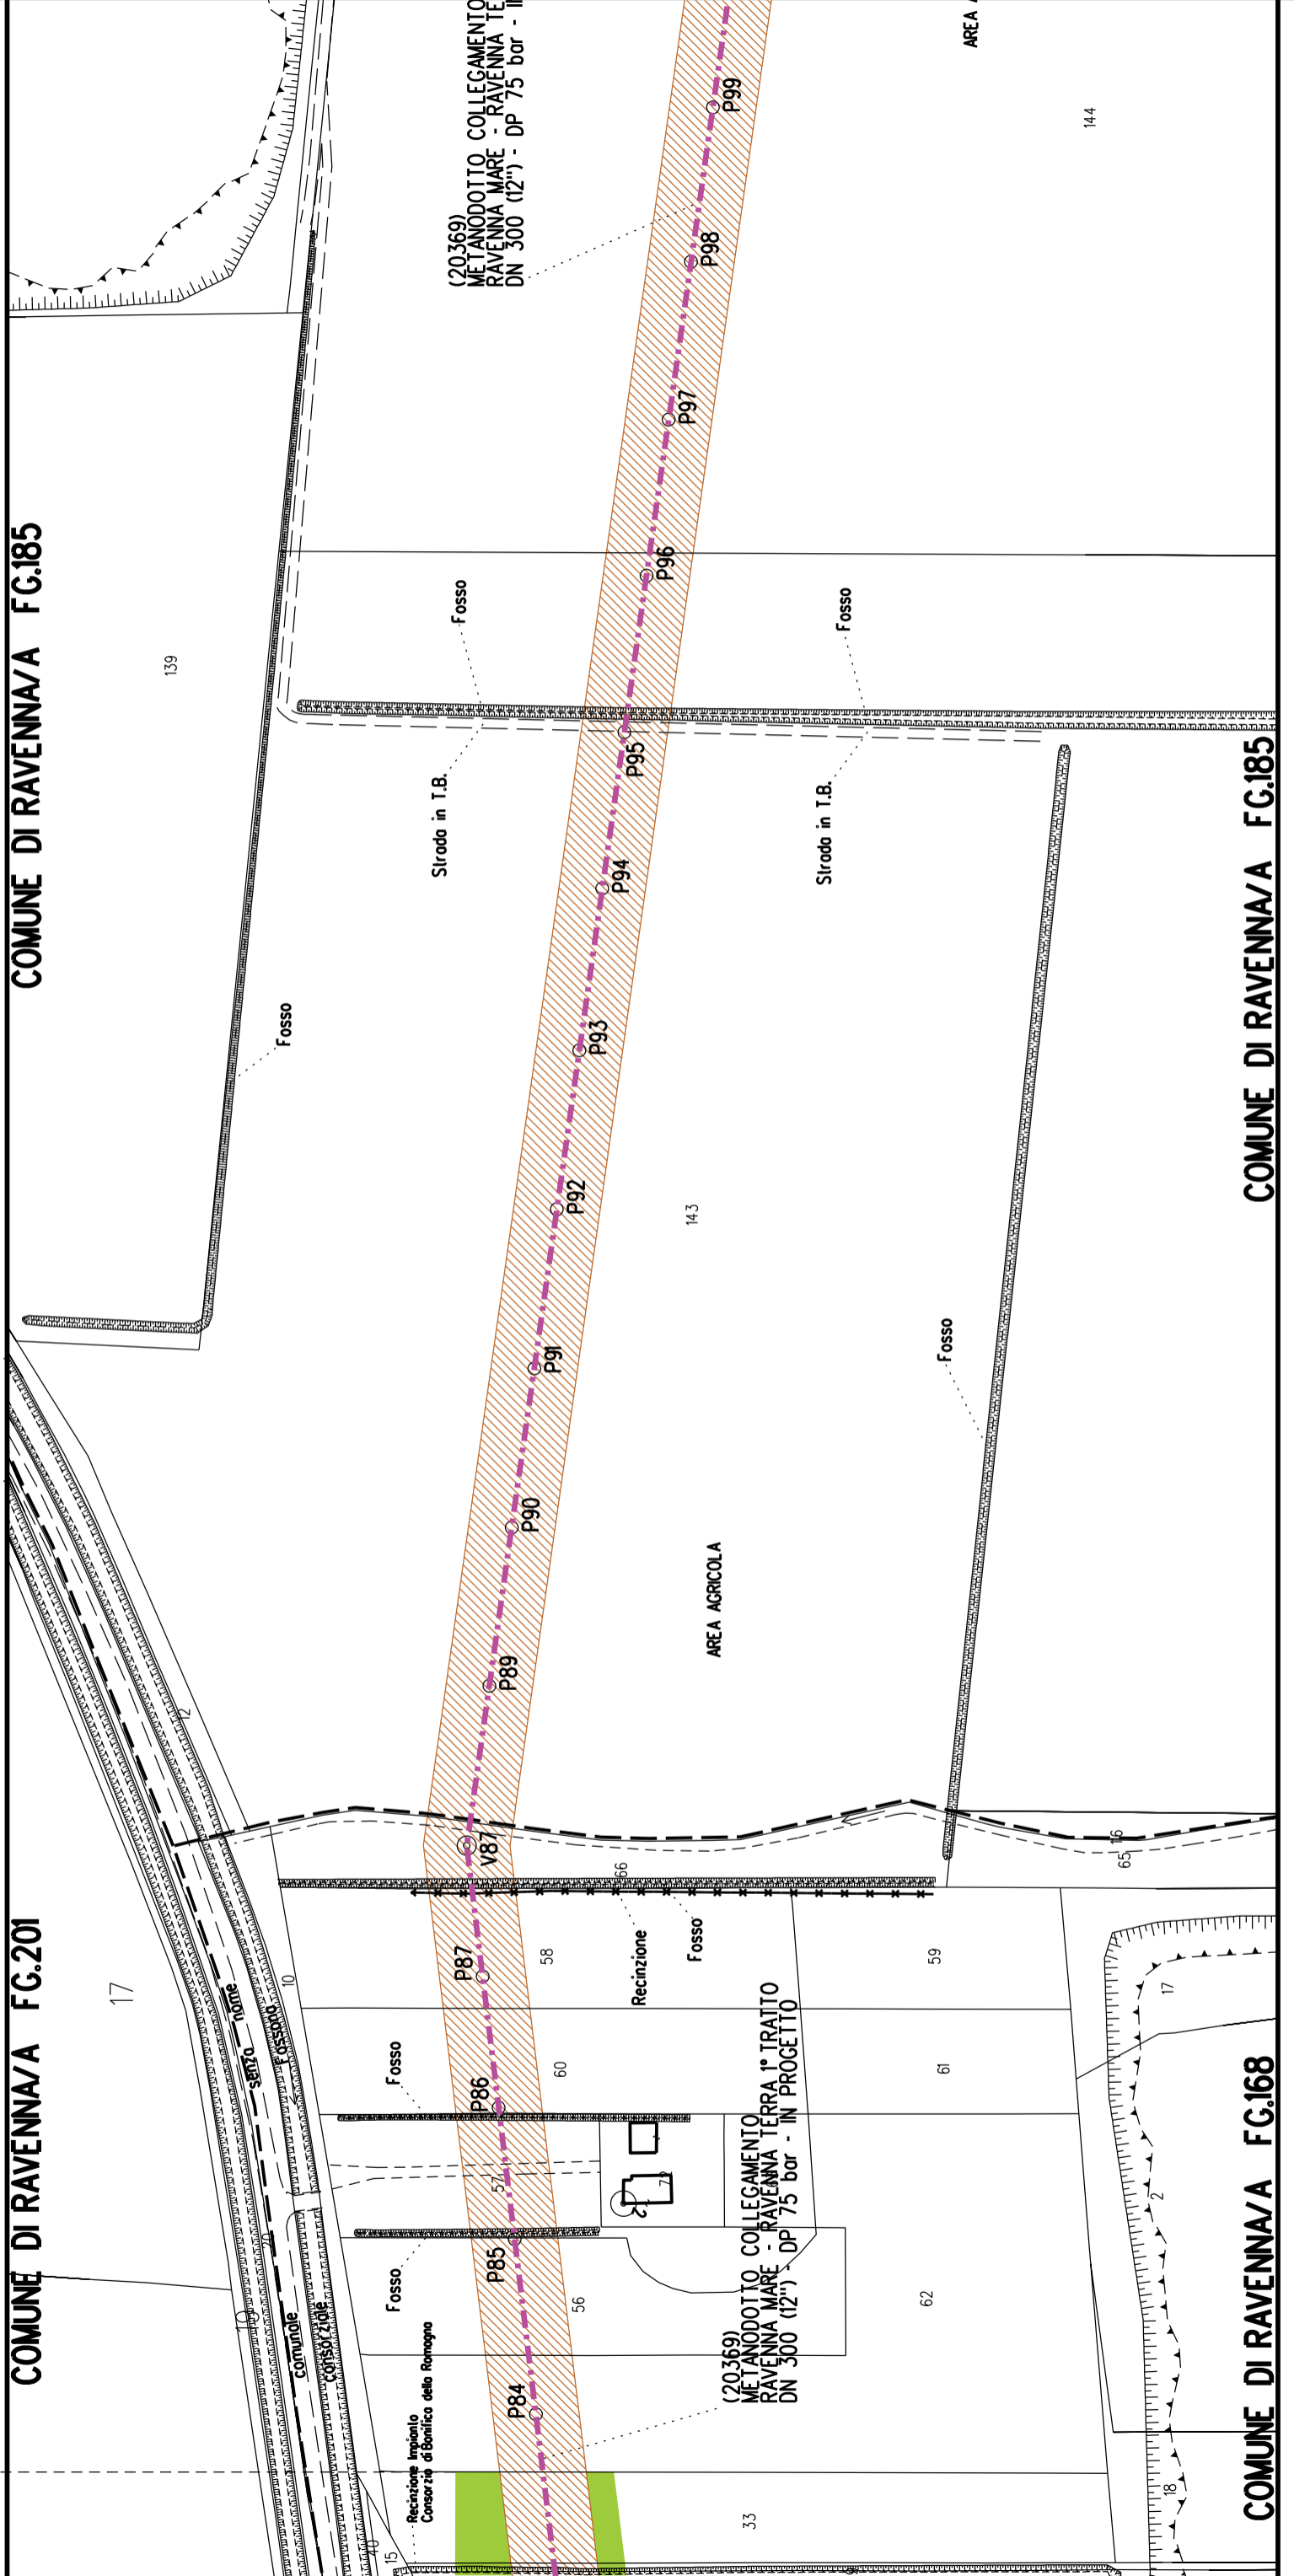 COMUNE DI RAVENNA/A FG.201
COMUNE DI RAVENNA/A FG.185
17
19
20
12
10
40
15
comunale
senza nome
Consorziale
Fossone
139
Fosso
Recinzione Impianto
Consorzio di Bonifica della Romagna
Fosso
Fosso
Strada in T.B.
Fosso
(20369)
METANODOTTO COLLEGAMENTO
RAVENNA MARE - RAVENNA TE
DN 300 (12") - DP 75 bar - I
P84
P85
P86
P87
V87
P89
P90
P91
P92
P93
P94
P95
P96
P97
P98
P99
56
57
60
58
66
72
Recinzione
Fosso
143
AREA AGRICOLA
(20369)
METANODOTTO COLLEGAMENTO
RAVENNA MARE - RAVENNA TERRA 1° TRATTO
DN 300 (12") - DP 75 bar - IN PROGETTO
33
Strada in T.B.
Fosso
62
61
59
Fosso
AREA A
144
65
16
2
17
18
COMUNE DI RAVENNA/A FG.168
COMUNE DI RAVENNA/A FG.185